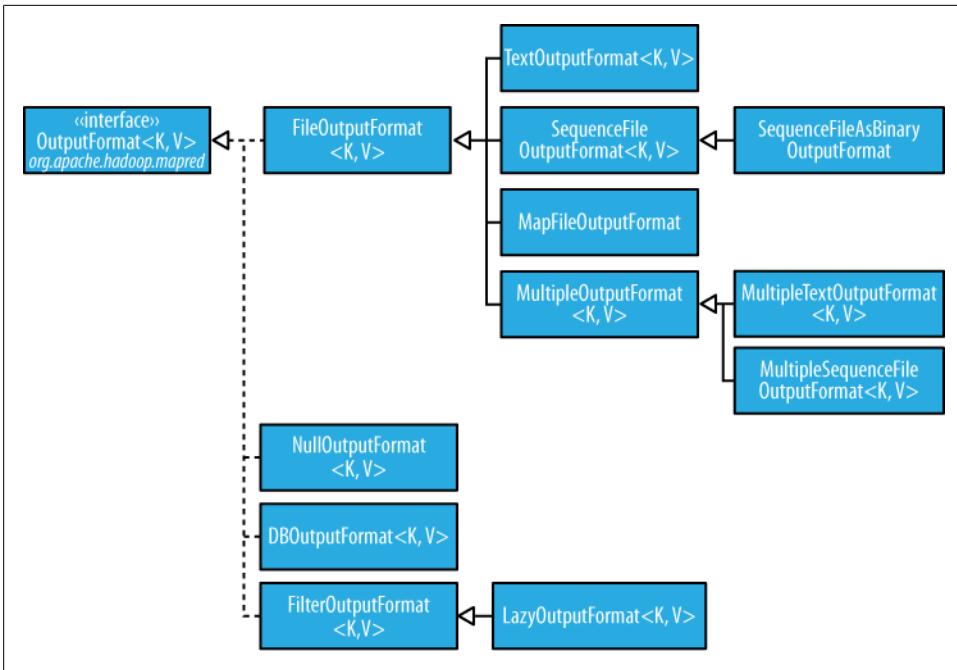 ‹‹interface››
OutputFormat<K, V>
org.apache.hadoop.mapred
FileOutputFormat
<K, V>
TextOutputFormat<K, V>
SequenceFile
OutputFormat<K, V>
SequenceFileAsBinary
OutputFormat
MapFileOutputFormat
MultipleOutputFormat
<K, V>
MultipleTextOutputFormat
<K, V>
MultipleSequenceFile
OutputFormat<K, V>
NullOutputFormat
<K, V>
DBOutputFormat<K, V>
FilterOutputFormat
<K,V>
LazyOutputFormat<K, V>